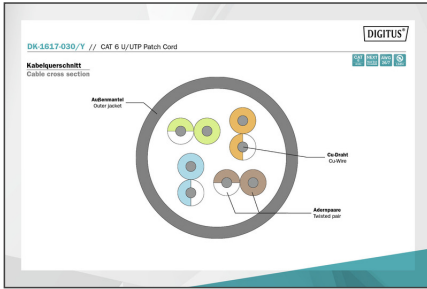 DIGITUS®
DK-1617-030/Y // CAT 6 U/UTP Patch Cord
Kabelquerschnitt
Cable cross section
Außenmantel
Outer jacket
Cu-Draht
Cu-Wire
Aderspaare
Twisted pair